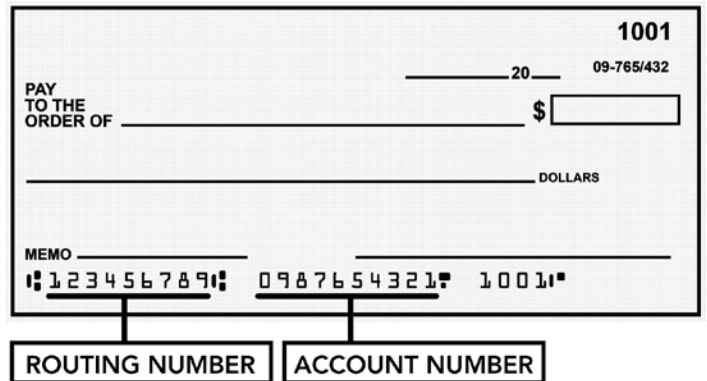 1001
20 09-765/432
PAY
TO THE
ORDER OF $
DOLLARS
MEMO
⑆123456789⑆ 0987654321⑈ 1001⑈
ROUTING NUMBER ACCOUNT NUMBER